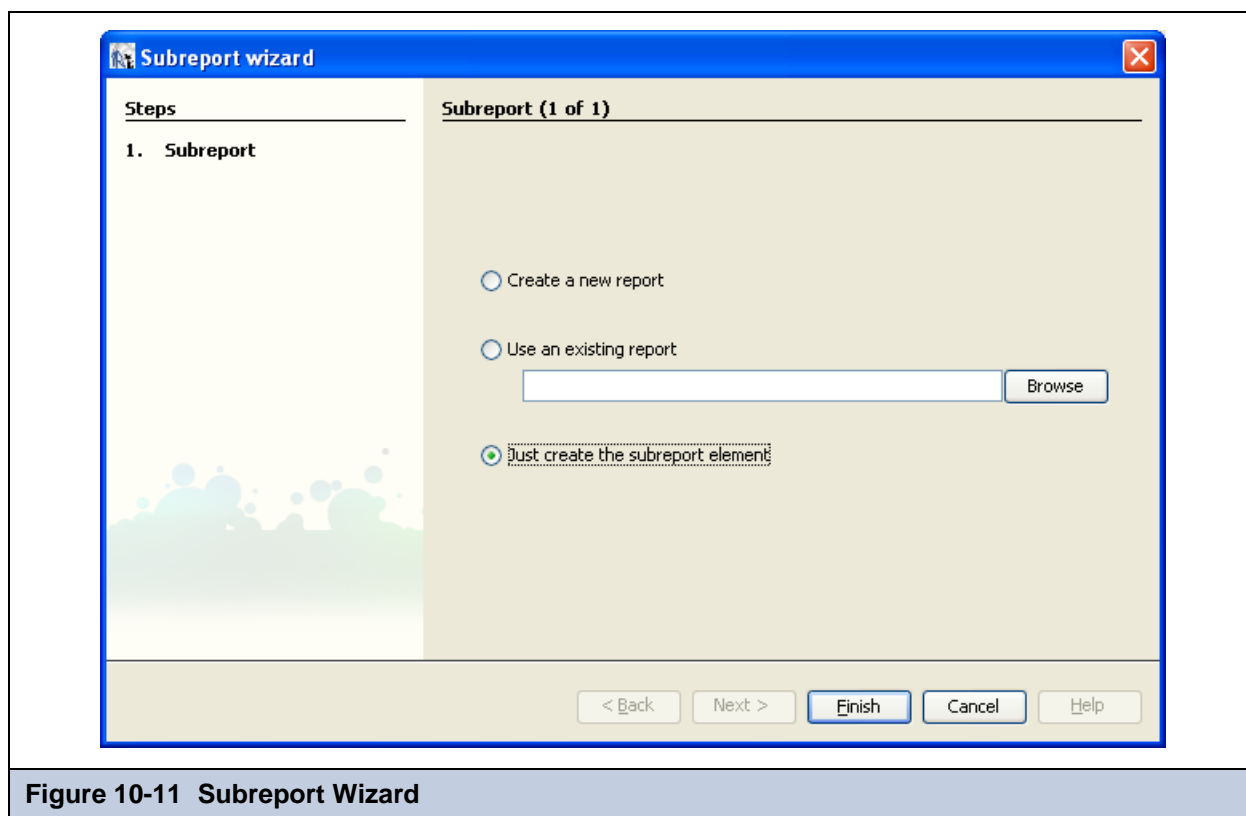 Subreport wizard
Steps
1. Subreport
Subreport (1 of 1)
Create a new report
Use an existing report
Browse
Just create the subreport element
< Back
Next >
Finish
Cancel
Help
Figure 10-11 Subreport Wizard